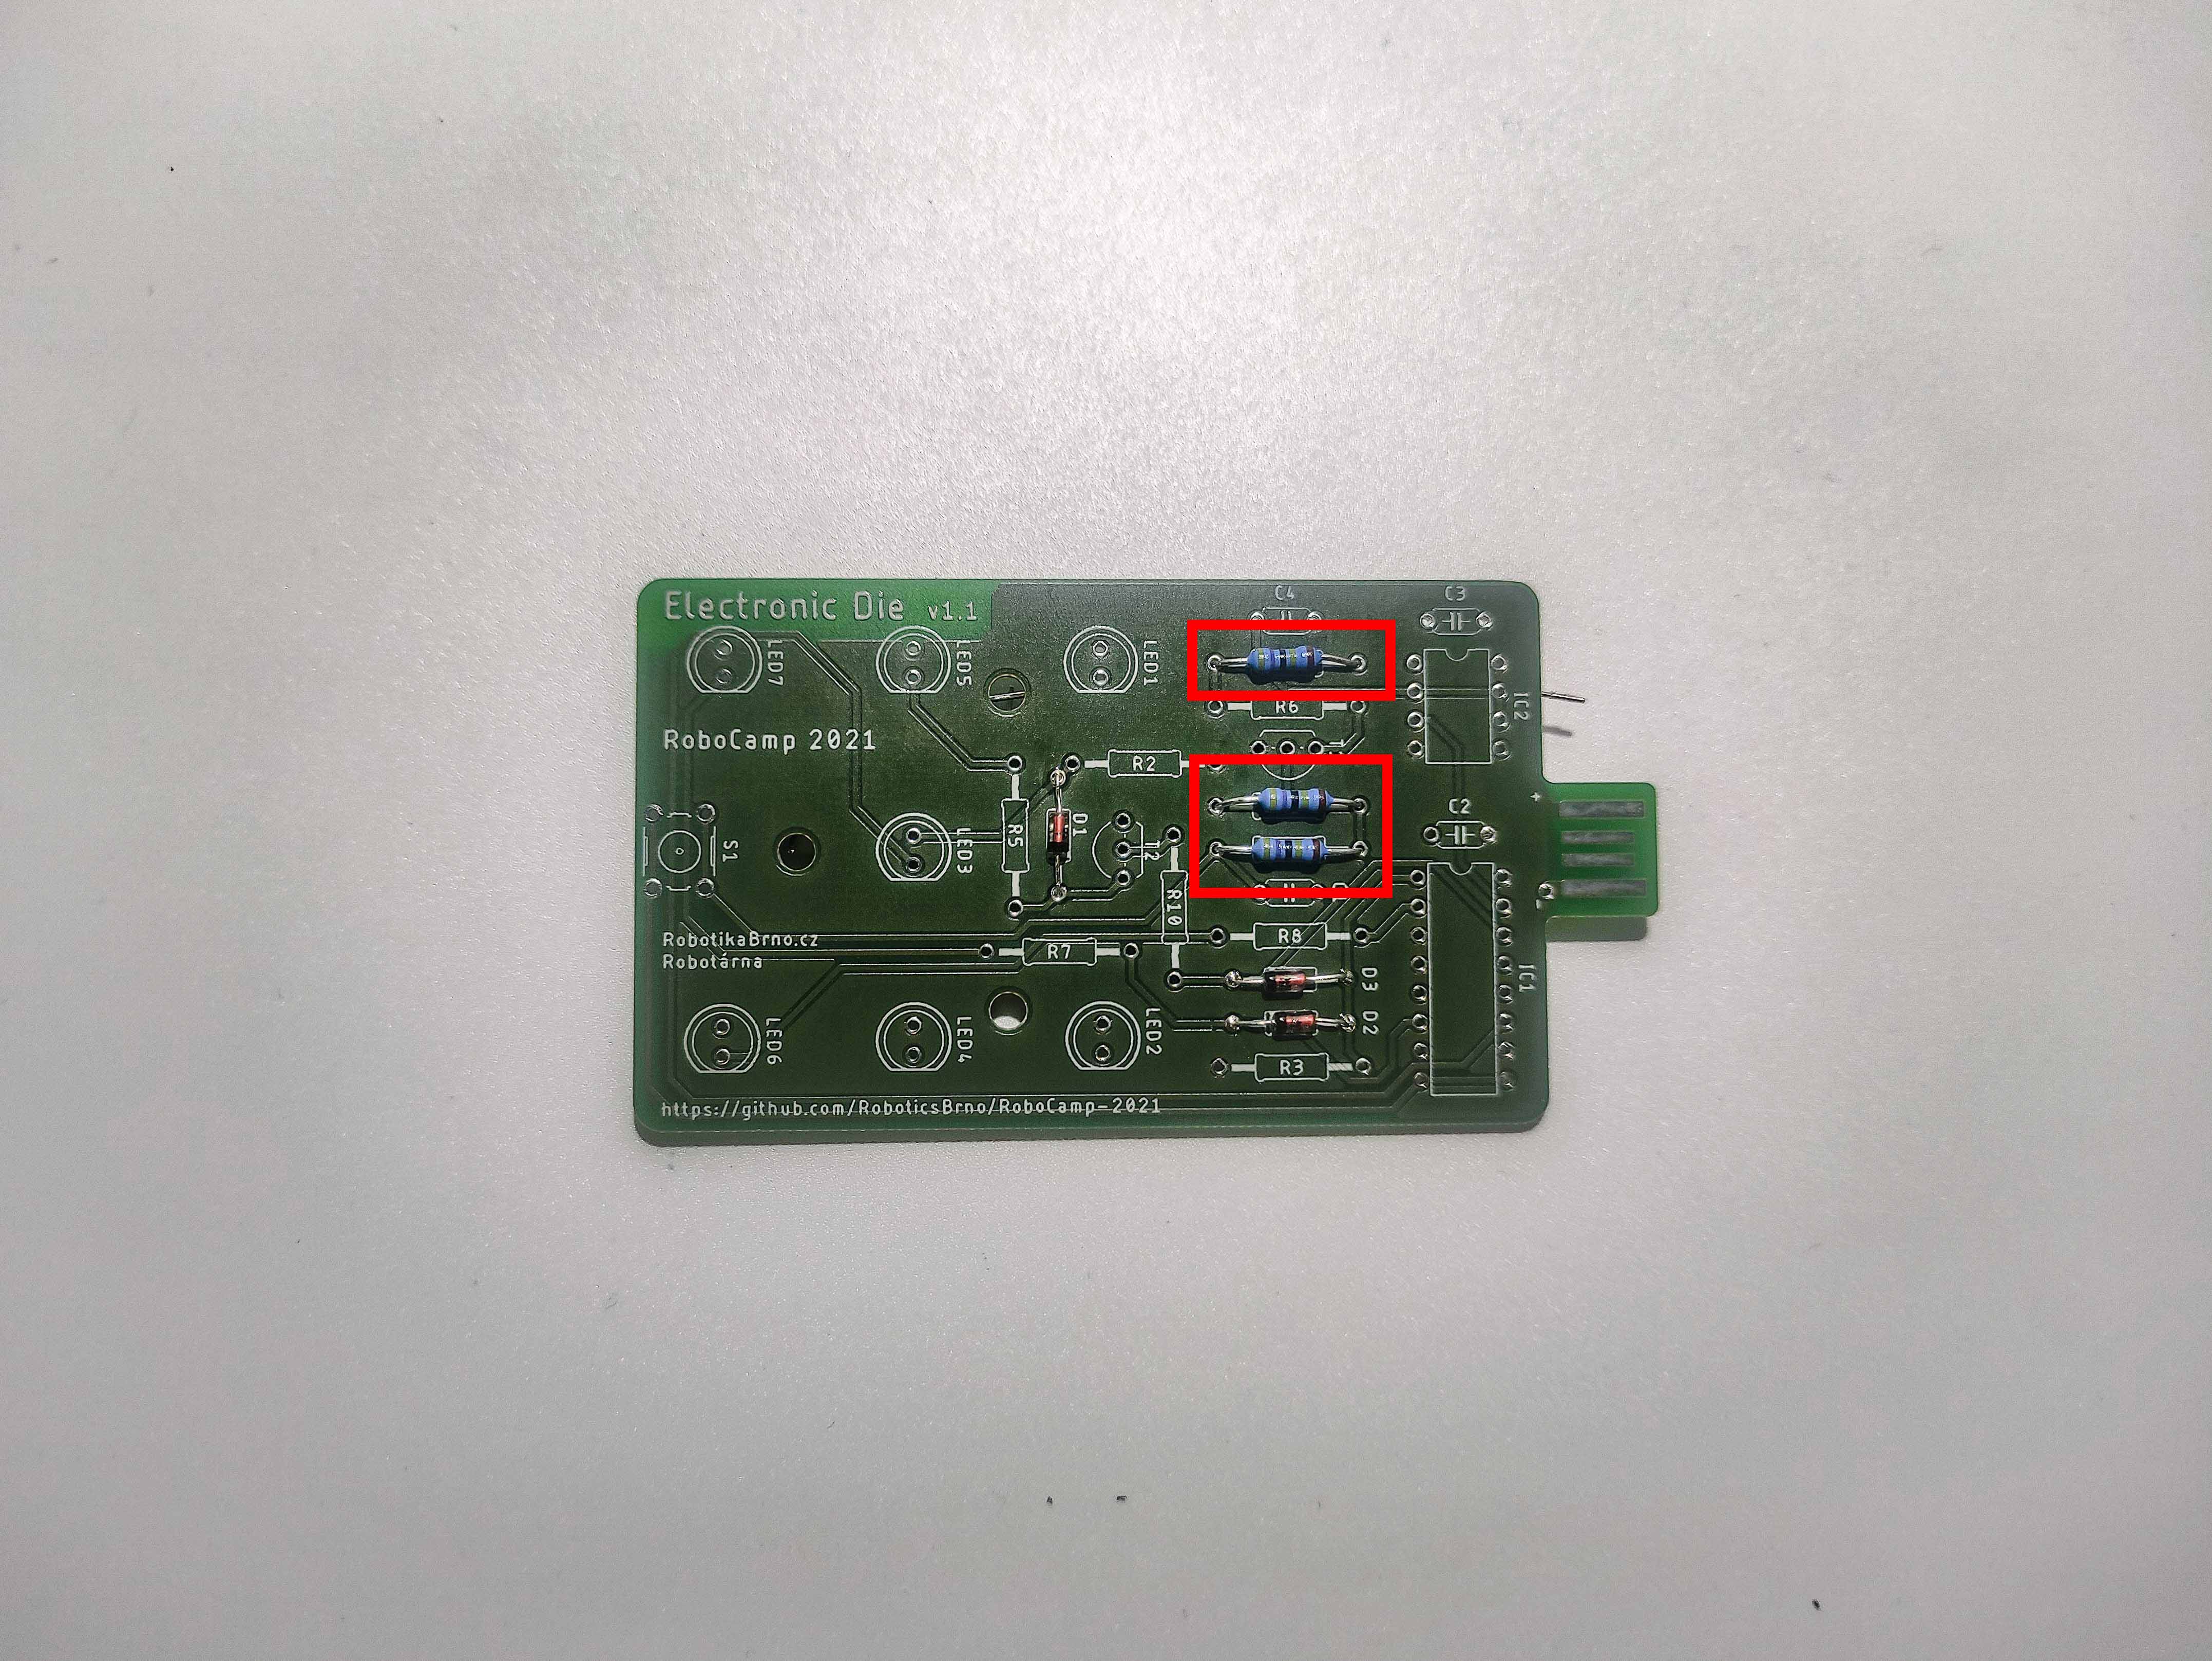 Electronic Die v1.1
C4
C3
LED7
LED5
LED1
R6
IC2
RoboCamp 2021
R2
+
S1
LED3
R5
D1
C2
R10
RobotikaBrno.cz
Robotárna
R7
R8
D3
IC1
D2
LED6
LED4
LED2
R3
https://github.com/RoboticsBrno/RoboCamp-2021